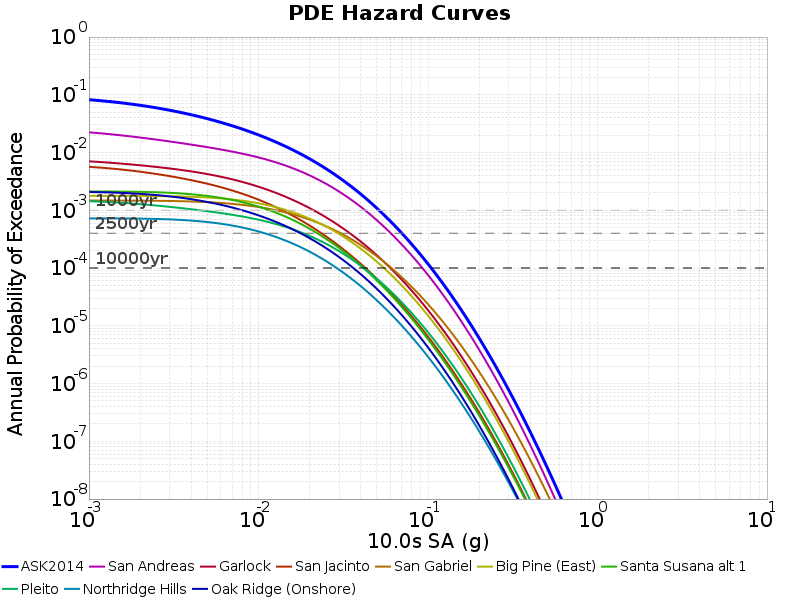 PDE Hazard Curves
Annual Probability of Exceedance
10^0
10^-1
10^-2
10^-3
10^-4
10^-5
10^-6
10^-7
10^-8
1000yr
2500yr
10000yr
10^-3 10^-2 10^-1 10^0 10^1
10.0s SA (g)
ASK2014 San Andreas Garlock San Jacinto San Gabriel Big Pine (East) Santa Susana alt 1
Pleito Northridge Hills Oak Ridge (Onshore)